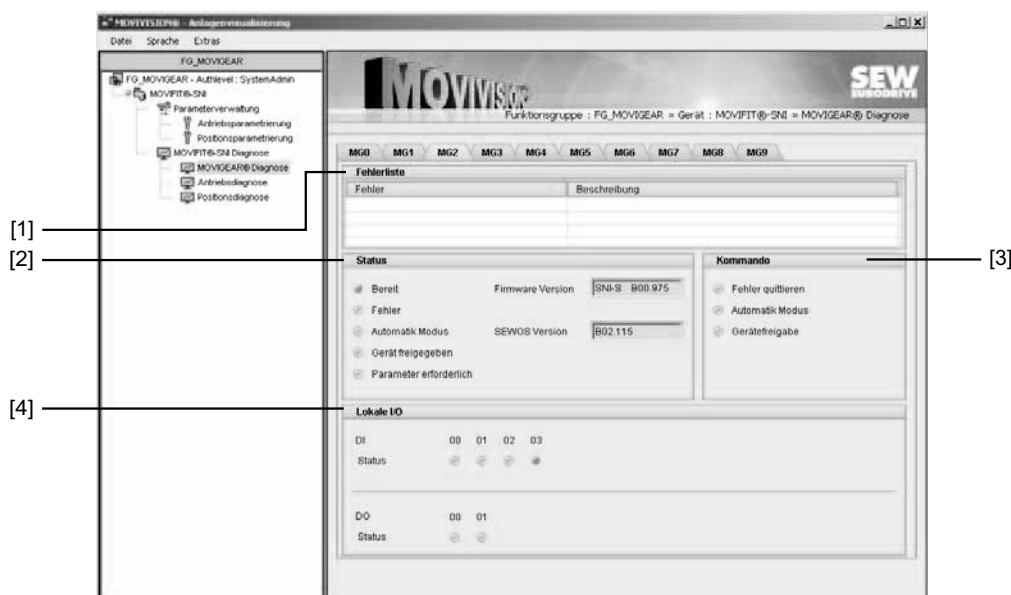 MOVIVISION® - Anlagenvisualisierung
Datei Sprache Extras
FG_MOVIGEAR
FG_MOVIGEAR - Authlevel : SystemAdmin
MOVIFIT®-SNI
Parameterverwaltung
Antriebsparametrierung
Positionsparametrierung
MOVIFIT®-SNI Diagnose
MOVIGEAR® Diagnose
Antriebsdiagnose
Positionsdiagnose
MOVIVISION
SEW
EURODRIVE
Funktionsgruppe : FG_MOVIGEAR » Gerät : MOVIFIT®-SNI » MOVIGEAR® Diagnose
MG0 MG1 MG2 MG3 MG4 MG5 MG6 MG7 MG8 MG9
[1]
Fehlerliste
Fehler Beschreibung
[2]
Status
[3]
Kommando
Bereit Firmware Version SNI-S B00.975
Fehler
Automatik Modus SEWOS Version B02.115
Gerät freigegeben
Parameter erforderlich
Fehler quittieren
Automatik Modus
Gerätefreigabe
[4]
Lokale I/O
DI 00 01 02 03
Status
DO 00 01
Status